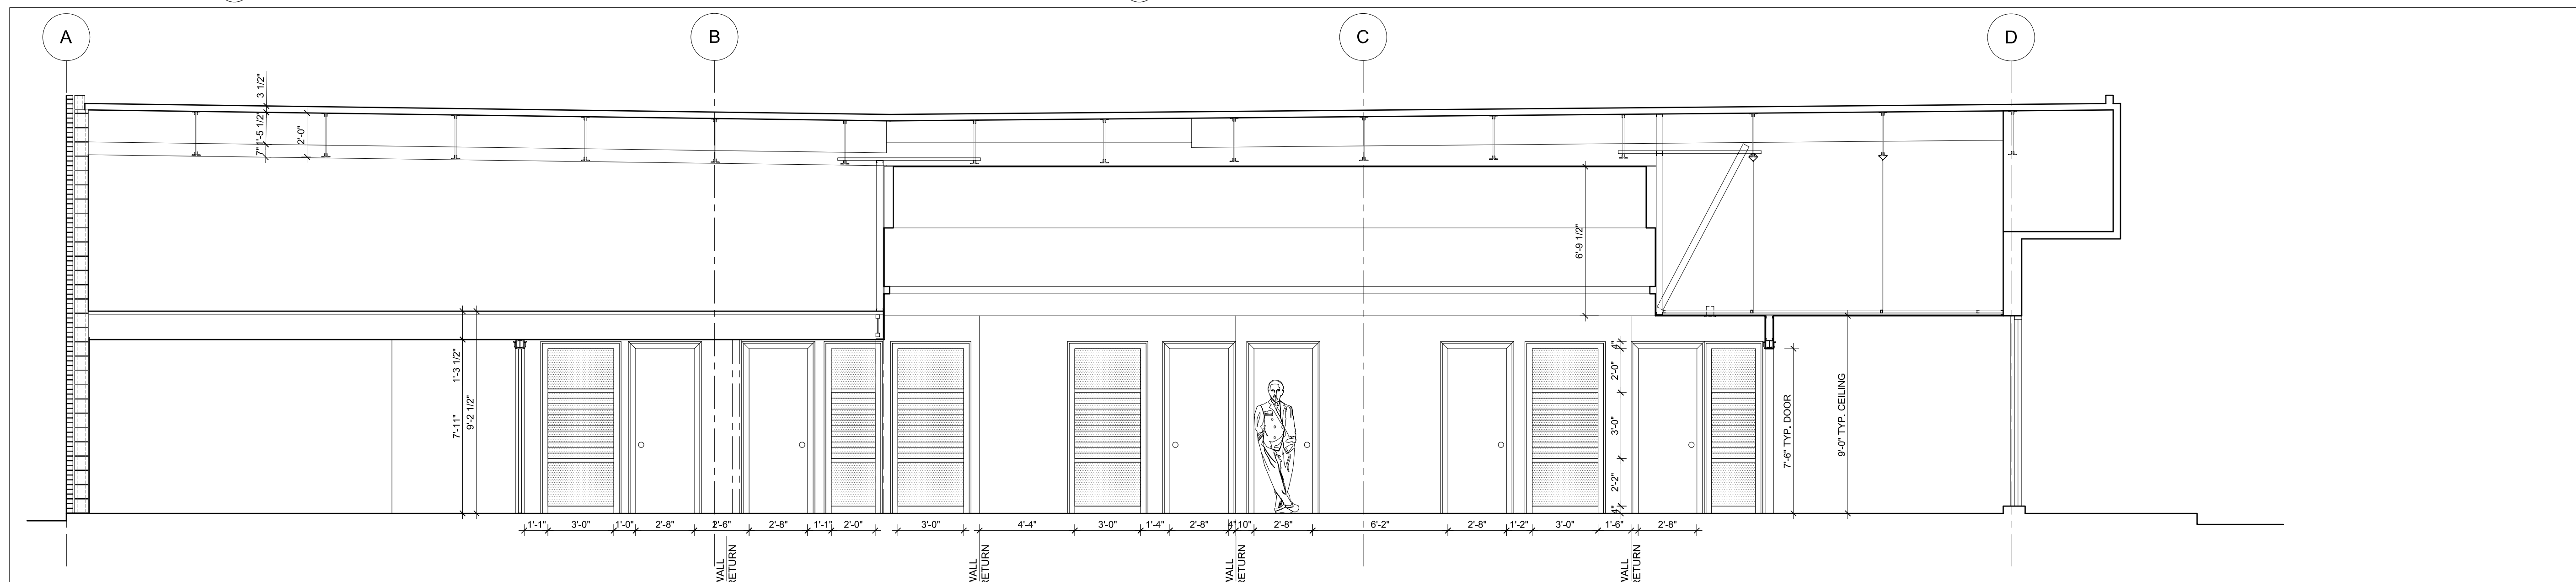 A
B
C
D
3 1/2"
1'-5 1/2"
7"
2'-0"
6'-9 1/2"
1'-3 1/2"
7'-11"
9'-2 1/2"
4"
2'-0"
3'-0"
2'-2"
4"
7'-6" TYP. DOOR
9'-0" TYP. CEILING
1'-1"
3'-0"
1'-0"
2'-8"
2'-6"
2'-8"
1'-1"
2'-0"
3'-0"
4'-4"
3'-0"
1'-4"
2'-8"
4"
10"
2'-8"
6'-2"
2'-8"
1'-2"
3'-0"
1'-6"
2'-8"
WALL
RETURN
WALL
RETURN
WALL
RETURN
WALL
RETURN